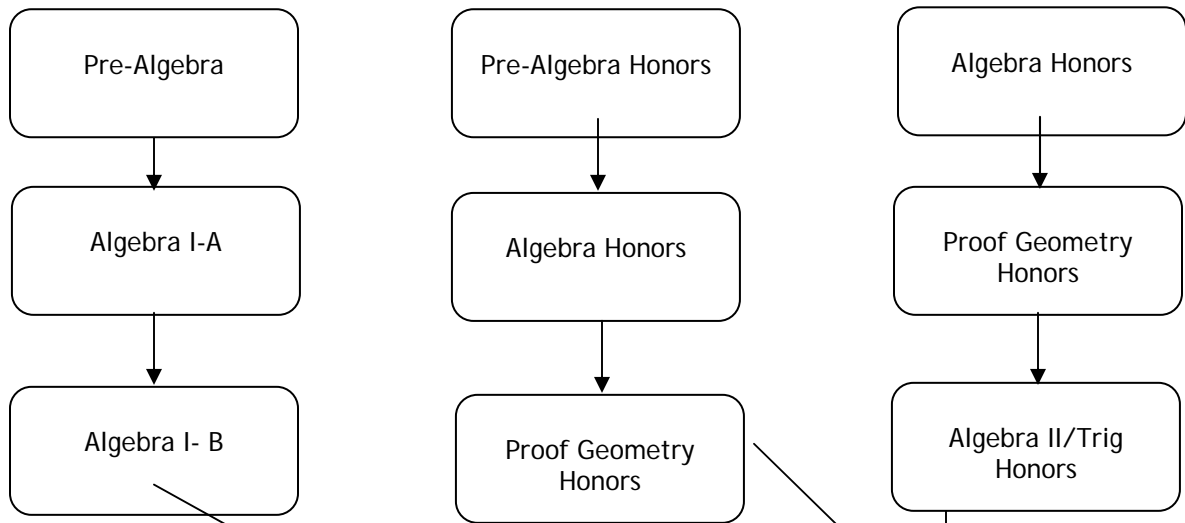 Pre-Algebra
Pre-Algebra Honors
Algebra Honors
Algebra I-A
Algebra Honors
Proof Geometry
Honors
Algebra I- B
Proof Geometry
Honors
Algebra II/Trig
Honors